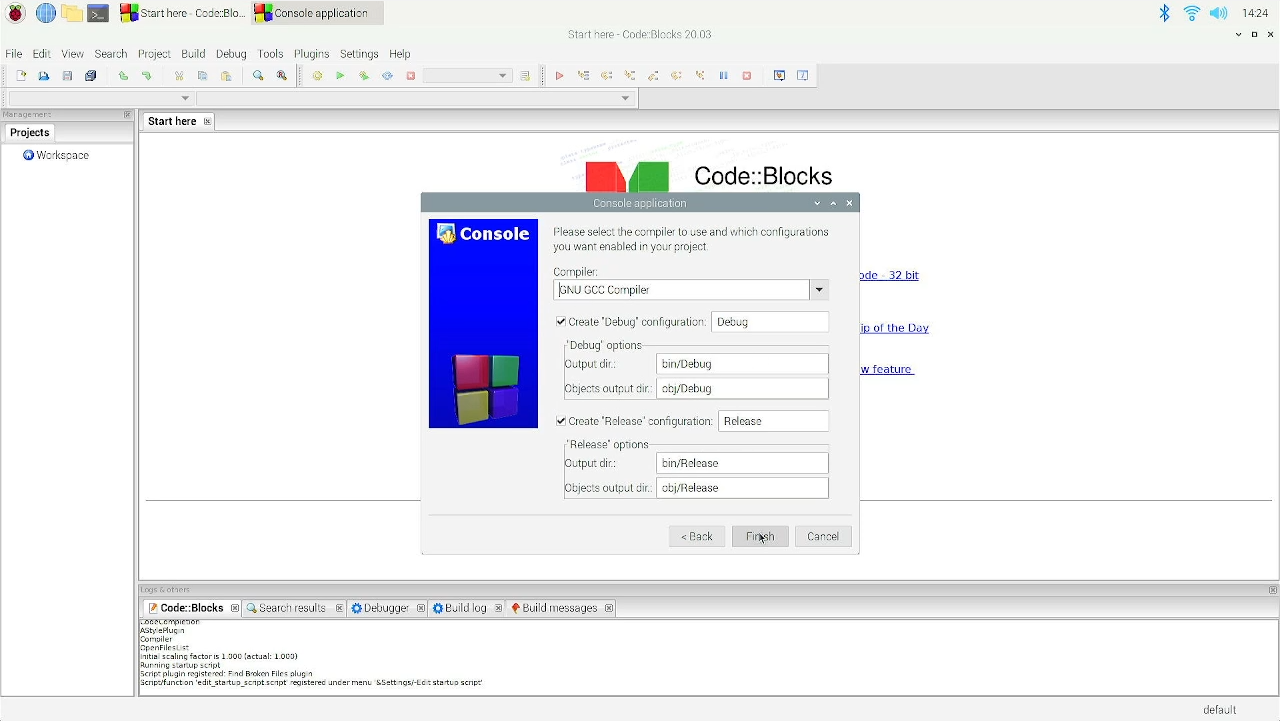 Start here - Code::Blo...
Console application
14:24
Start here - Code::Blocks 20.03
File Edit View Search Project Build Debug Tools Plugins Settings Help
Management
Projects
Workspace
Start here
Code::Blocks
Console application
Console
Please select the compiler to use and which configurations
you want enabled in your project.
Compiler:
GNU GCC Compiler
Create "Debug" configuration: Debug
"Debug" options
Output dir.: bin/Debug
Objects output dir.: obj/Debug
Create "Release" configuration: Release
"Release" options
Output dir.: bin/Release
Objects output dir.: obj/Release
< Back Finish Cancel
ode - 32 bit
ip of the Day
w feature
Logs & others
Code::Blocks Search results Debugger Build log Build messages
CodeCompletion
AStylePlugin
Compiler
OpenFilesList
Initial scaling factor is 1.000 (actual: 1.000)
Running startup script
Script plugin registered: Find Broken Files plugin
Script/function 'edit_startup_script.script' registered under menu '&Settings/-Edit startup script'
default